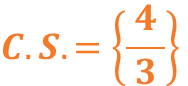 C. S. = {4/3}